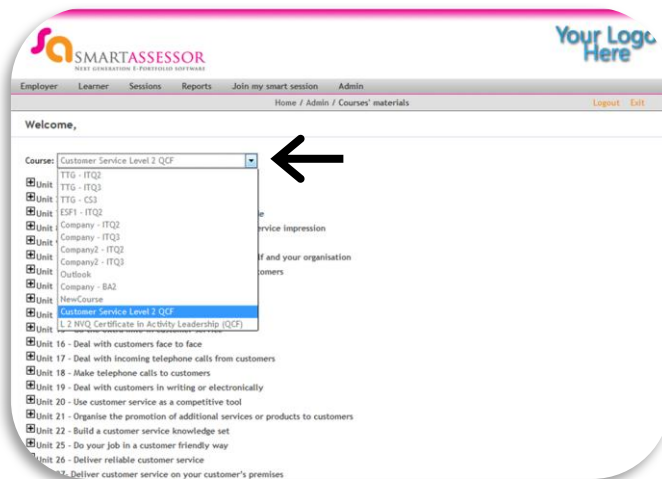 SMARTASSESSOR
NEXT GENERATION E-PORTFOLIO SOFTWARE
Your Logo
Here
Employer Learner Sessions Reports Join my smart session Admin
Home / Admin / Courses' materials Logout Exit
Welcome,
Course: Customer Service Level 2 QCF
TTG - ITQ2
Unit TTG - ITQ3
Unit TTG - CS3
Unit ESF1 - ITQ2
Unit Company - ITQ2 ervice impression
Unit Company - ITQ3
Unit Company2 - ITQ2 lf and your organisation
Unit Company2 - ITQ3 omers
Unit Outlook
Unit Company - BA2
Unit NewCourse
Unit Customer Service Level 2 QCF
Unit L 2 NVQ Certificate in Activity Leadership (QCF)
Unit 16 - Deal with customers face to face
Unit 17 - Deal with incoming telephone calls from customers
Unit 18 - Make telephone calls to customers
Unit 19 - Deal with customers in writing or electronically
Unit 20 - Use customer service as a competitive tool
Unit 21 - Organise the promotion of additional services or products to customers
Unit 22 - Build a customer service knowledge set
Unit 25 - Do your job in a customer friendly way
Unit 26 - Deliver reliable customer service
27- Deliver customer service on your customer's premises